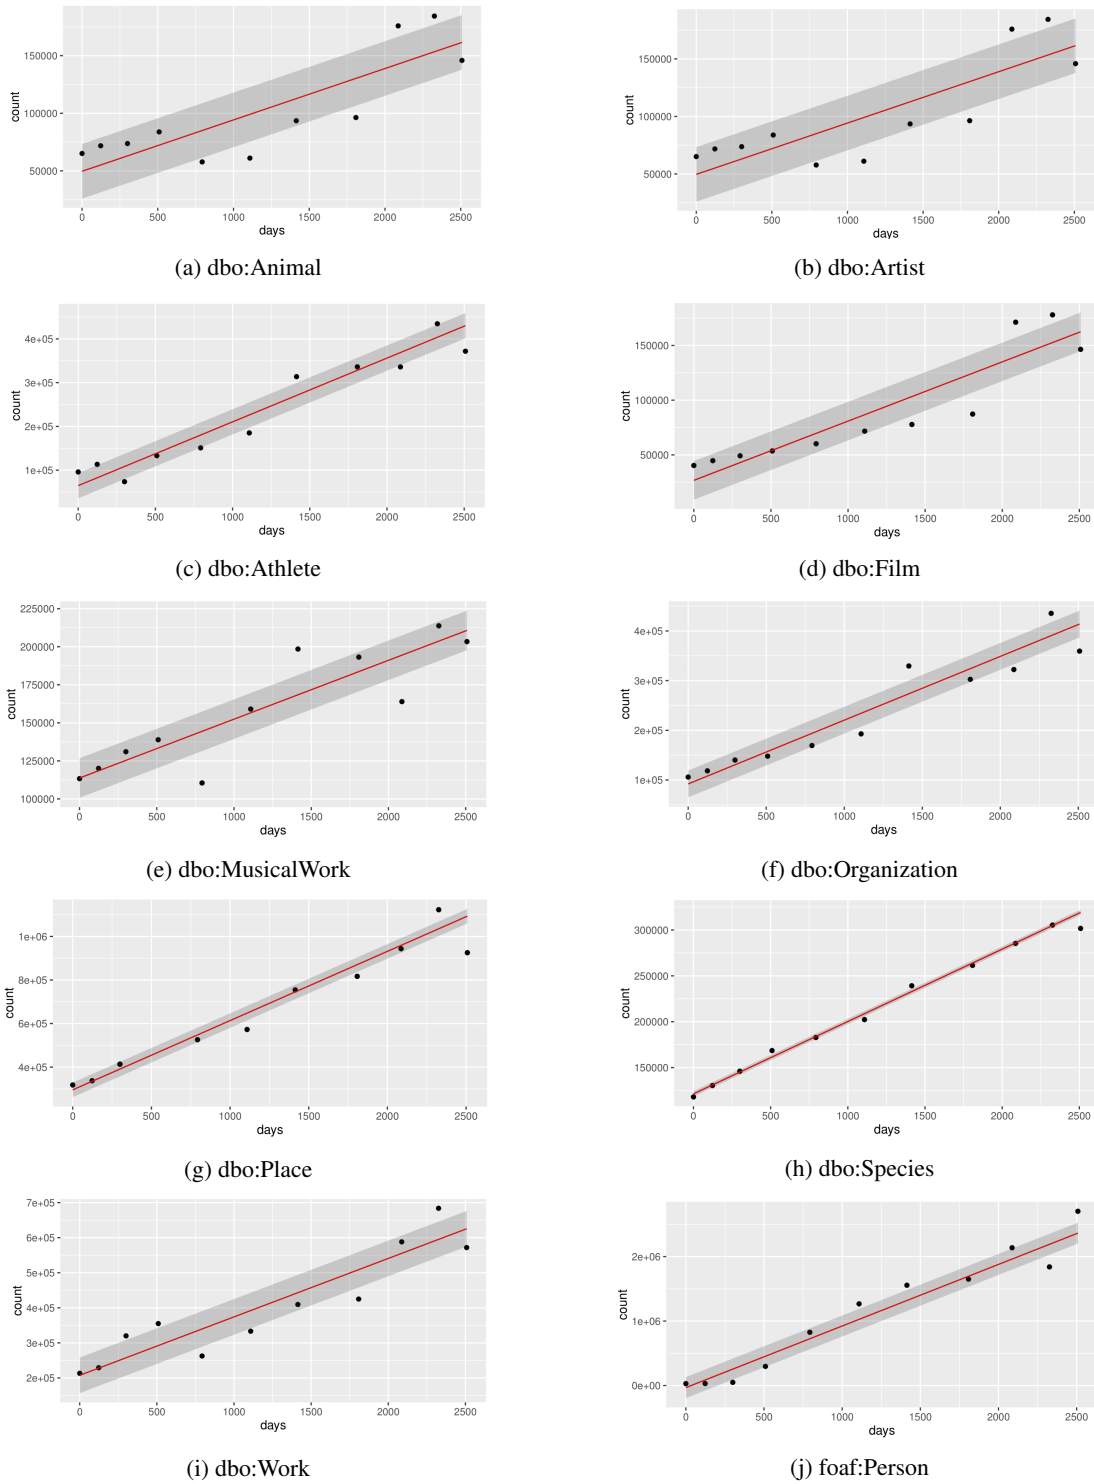 150000
100000
50000
count
0 500 1000 1500 2000 2500
days
(a) dbo:Animal
150000
100000
50000
count
0 500 1000 1500 2000 2500
days
(b) dbo:Artist
4e+05
3e+05
2e+05
1e+05
count
0 500 1000 1500 2000 2500
days
(c) dbo:Athlete
150000
100000
50000
count
0 500 1000 1500 2000 2500
days
(d) dbo:Film
225000
200000
175000
150000
125000
100000
count
0 500 1000 1500 2000 2500
days
(e) dbo:MusicalWork
4e+05
3e+05
2e+05
1e+05
count
0 500 1000 1500 2000 2500
days
(f) dbo:Organization
1e+06
8e+05
6e+05
4e+05
count
0 500 1000 1500 2000 2500
days
(g) dbo:Place
300000
250000
200000
150000
count
0 500 1000 1500 2000 2500
days
(h) dbo:Species
7e+05
6e+05
5e+05
4e+05
3e+05
2e+05
count
0 500 1000 1500 2000 2500
days
(i) dbo:Work
2e+06
1e+06
0e+00
count
0 500 1000 1500 2000 2500
days
(j) foaf:Person